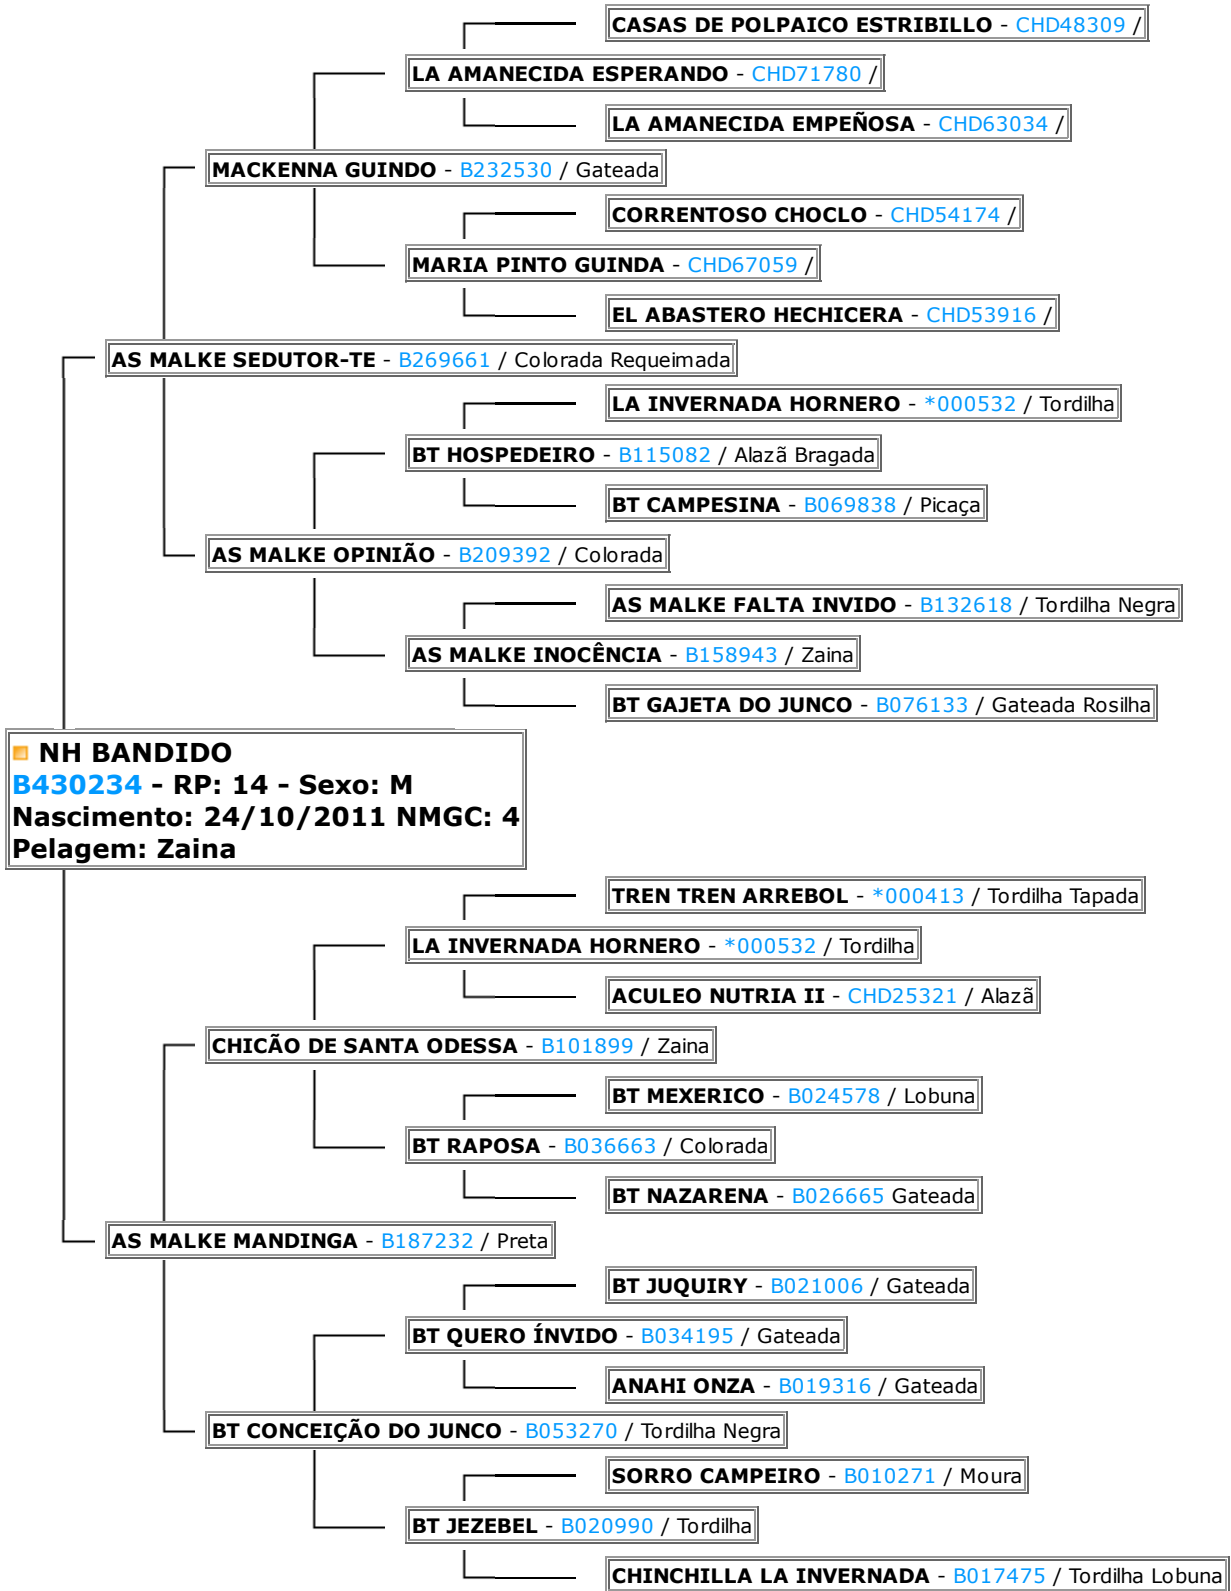 CASAS DE POLPAICO ESTRIBILLO - CHD48309 /
LA AMANECIDA ESPERANDO - CHD71780 /
LA AMANECIDA EMPEÑOSA - CHD63034 /
MACKENNA GUINDO - B232530 / Gateada
CORRENTOSO CHOCLO - CHD54174 /
MARIA PINTO GUINDA - CHD67059 /
EL ABASTERO HECHICERA - CHD53916 /
AS MALKE SEDUTOR-TE - B269661 / Colorada Requeimada
LA INVERNADA HORNERO - *000532 / Tordilha
BT HOSPEDEIRO - B115082 / Alazã Bragada
BT CAMPESINA - B069838 / Picaça
AS MALKE OPINIÃO - B209392 / Colorada
AS MALKE FALTA INVIDO - B132618 / Tordilha Negra
AS MALKE INOCÊNCIA - B158943 / Zaina
BT GAJETA DO JUNCO - B076133 / Gateada Rosilha
NH BANDIDO
B430234 - RP: 14 - Sexo: M
Nascimento: 24/10/2011 NMGC: 4
Pelagem: Zaina
TREN TREN ARREBOL - *000413 / Tordilha Tapada
LA INVERNADA HORNERO - *000532 / Tordilha
ACULEO NUTRIA II - CHD25321 / Alazã
CHICÃO DE SANTA ODESSA - B101899 / Zaina
BT MEXERICO - B024578 / Lobuna
BT RAPOSA - B036663 / Colorada
BT NAZARENA - B026665 Gateada
AS MALKE MANDINGA - B187232 / Preta
BT JUQUIRY - B021006 / Gateada
BT QUERO ÍNVIDO - B034195 / Gateada
ANAHI ONZA - B019316 / Gateada
BT CONCEIÇÃO DO JUNCO - B053270 / Tordilha Negra
SORRO CAMPEIRO - B010271 / Moura
BT JEZEBEL - B020990 / Tordilha
CHINCHILLA LA INVERNADA - B017475 / Tordilha Lobuna